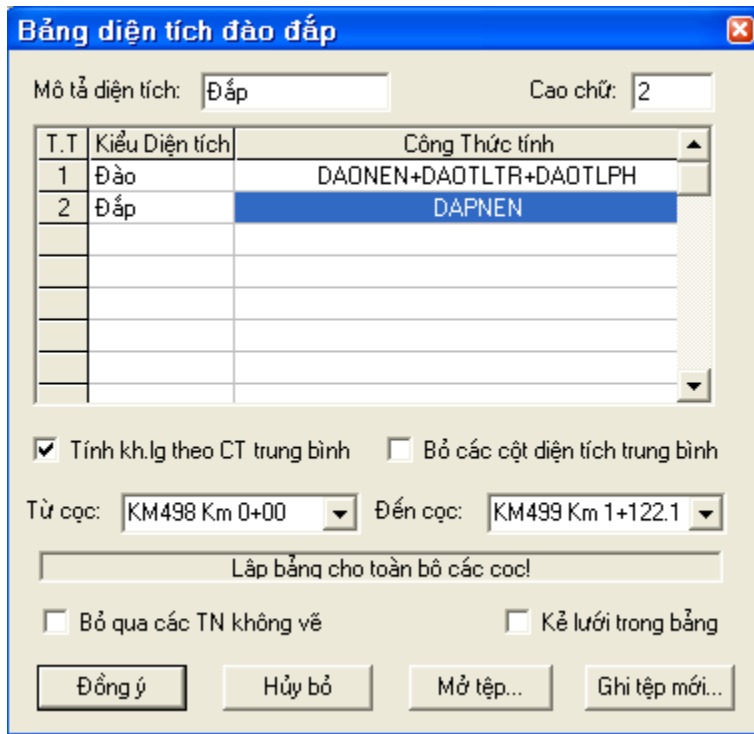 Bảng diện tích đào đắp
Mô tả diện tích: Đắp Cao chữ: 2
T.T Kiểu Diện tích Công Thức tính
1 Đào DAONEN+DAOTLTR+DAOTLPH
2 Đắp DAPNEN
Tính kh.lg theo CT trung bình Bỏ các cột diện tích trung bình
Từ cọc: KM498 Km 0+00 Đến cọc: KM499 Km 1+122.1
Lập bảng cho toàn bộ các cọc!
Bỏ qua các TN không vẽ Kẻ lưới trong bảng
Đồng ý Hủy bỏ Mở tệp... Ghi tệp mới...